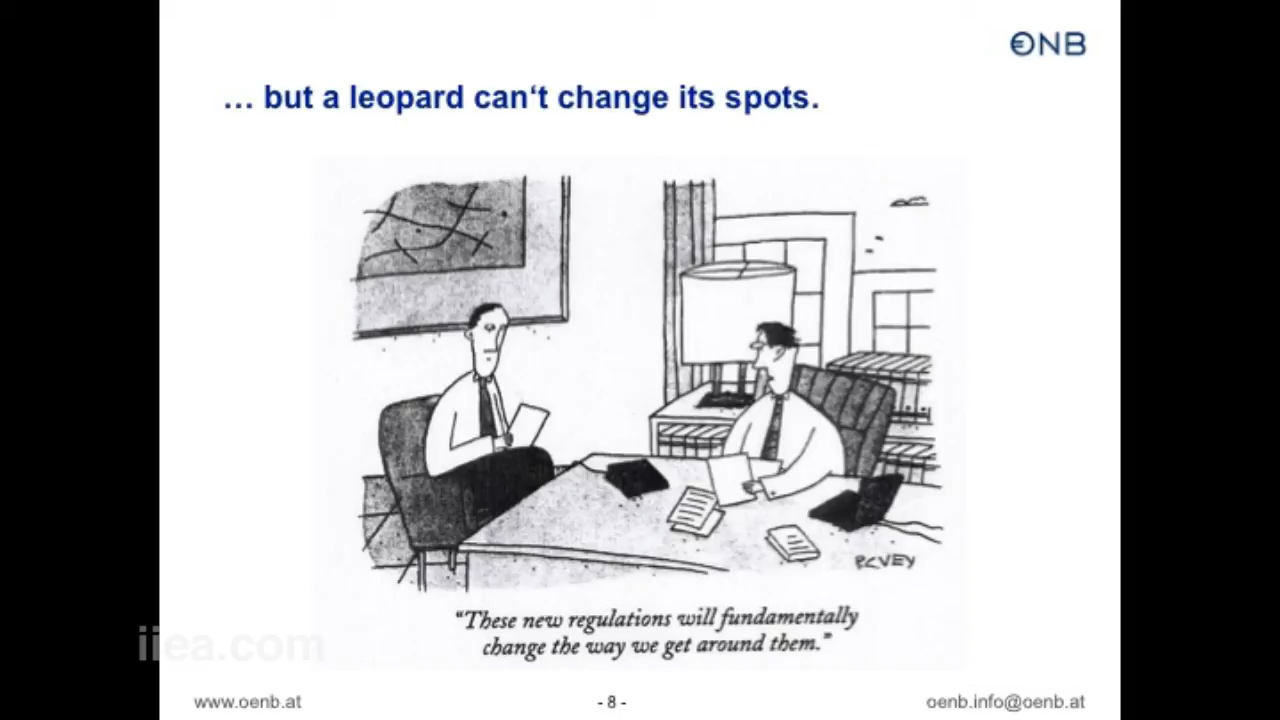 ONB
… but a leopard can‘t change its spots.
P.C.VEY
“These new regulations will fundamentally
change the way we get around them.”
iiea.com
www.oenb.at
- 8 -
oenb.info@oenb.at